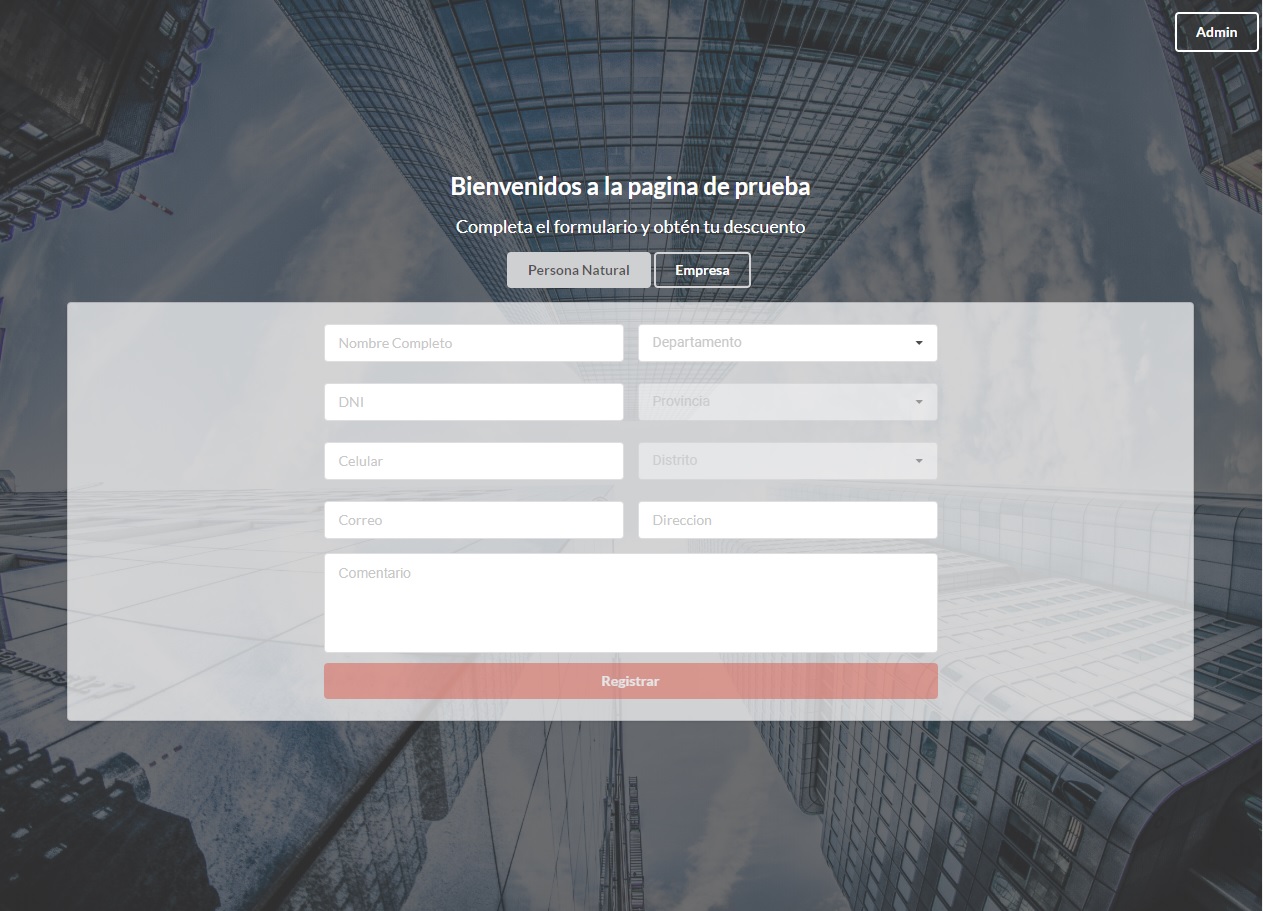 Admin
Bienvenidos a la pagina de prueba
Completa el formulario y obtén tu descuento
Persona Natural Empresa
Nombre Completo Departamento
DNI Provincia
Celular Distrito
Correo Direccion
Comentario
Registrar